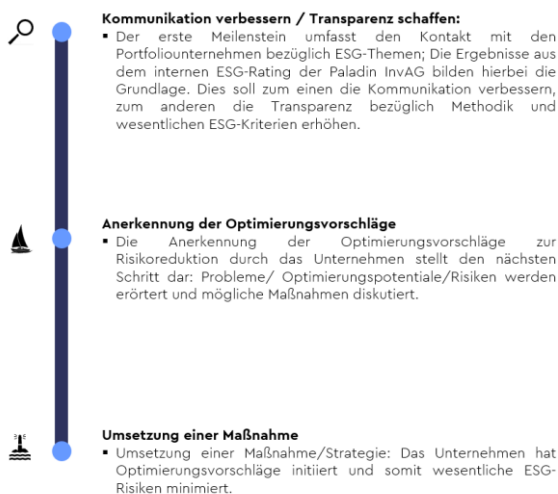 Kommunikation verbessern / Transparenz schaffen:
▪ Der erste Meilenstein umfasst den Kontakt mit den
Portfoliounternehmen bezüglich ESG-Themen; Die Ergebnisse aus
dem internen ESG-Rating der Paladin InvAG bilden hierbei die
Grundlage. Dies soll zum einen die Kommunikation verbessern,
zum anderen die Transparenz bezüglich Methodik und
wesentlichen ESG-Kriterien erhöhen.
Anerkennung der Optimierungsvorschläge
▪ Die Anerkennung der Optimierungsvorschläge zur
Risikoreduktion durch das Unternehmen stellt den nächsten
Schritt dar: Probleme/ Optimierungspotentiale/Risiken werden
erörtert und mögliche Maßnahmen diskutiert.
Umsetzung einer Maßnahme
▪ Umsetzung einer Maßnahme/Strategie: Das Unternehmen hat
Optimierungsvorschläge initiiert und somit wesentliche ESG-
Risiken minimiert.